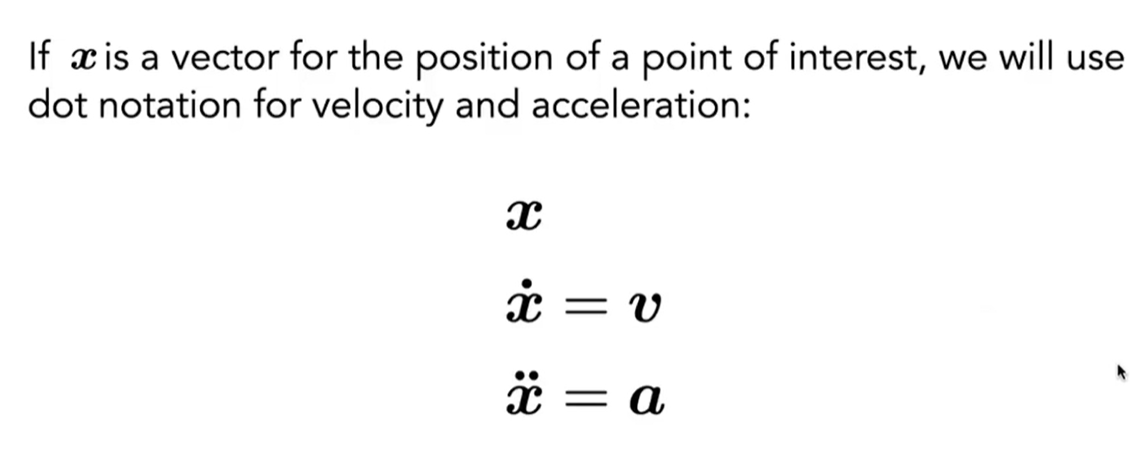 If x is a vector for the position of a point of interest, we will use
dot notation for velocity and acceleration:
x
ẋ = v
ẍ = a